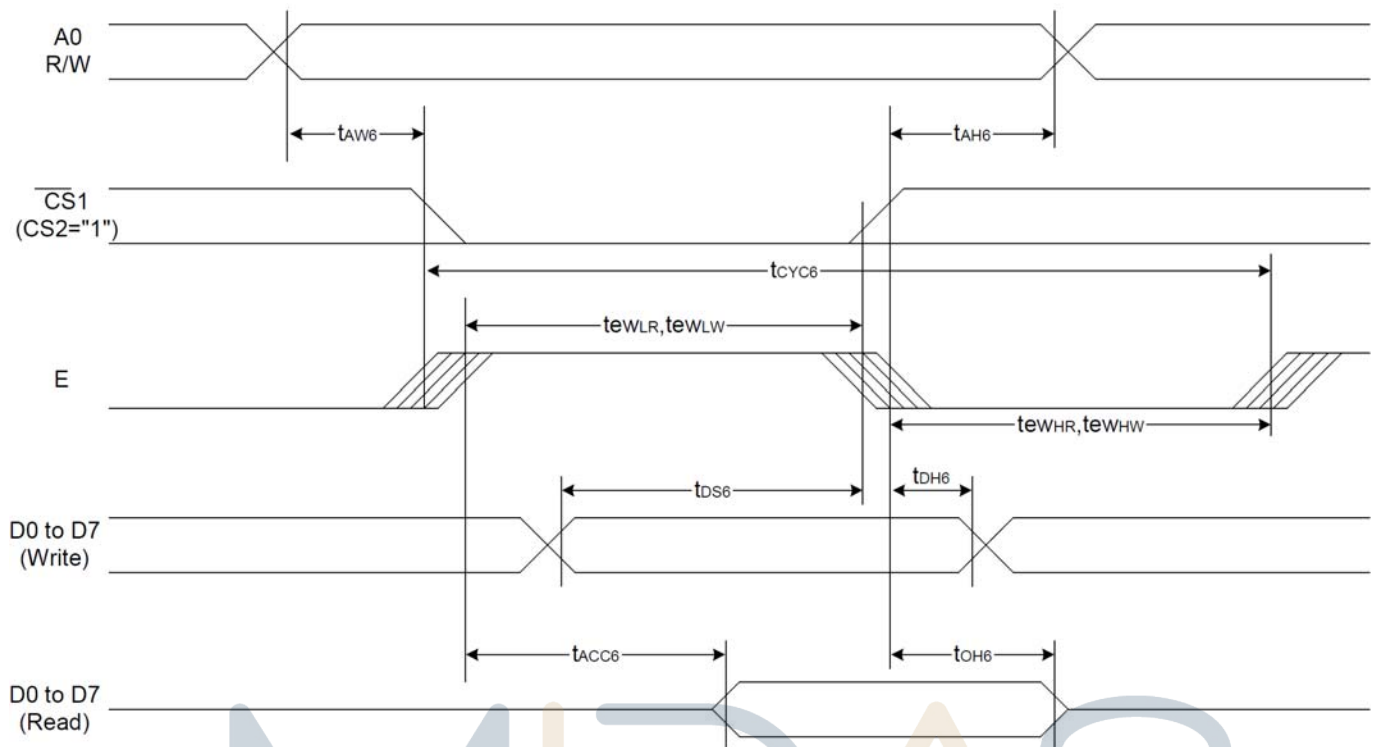 A0
R/W
tAW6
tAH6
CS1
(CS2="1")
tCYC6
tewLR,tewLW
E
tewHR,tewHW
tDS6
tDH6
D0 to D7
(Write)
tACC6
tOH6
D0 to D7
(Read)